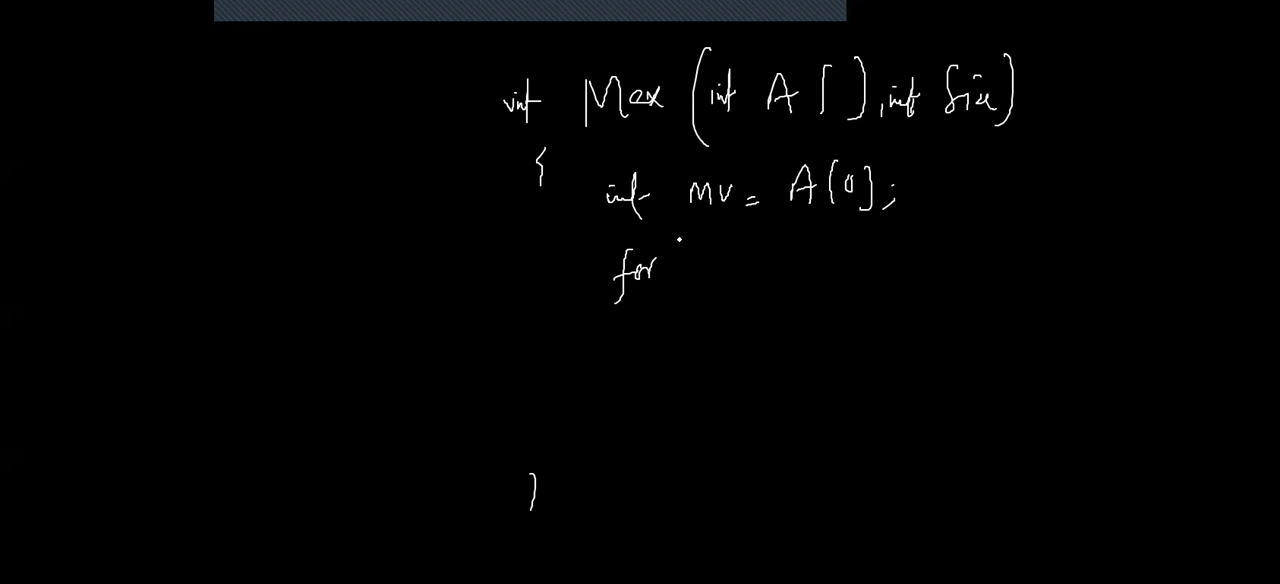 int Max (int A[], int Size)
{
int MV = A[0];
for
}